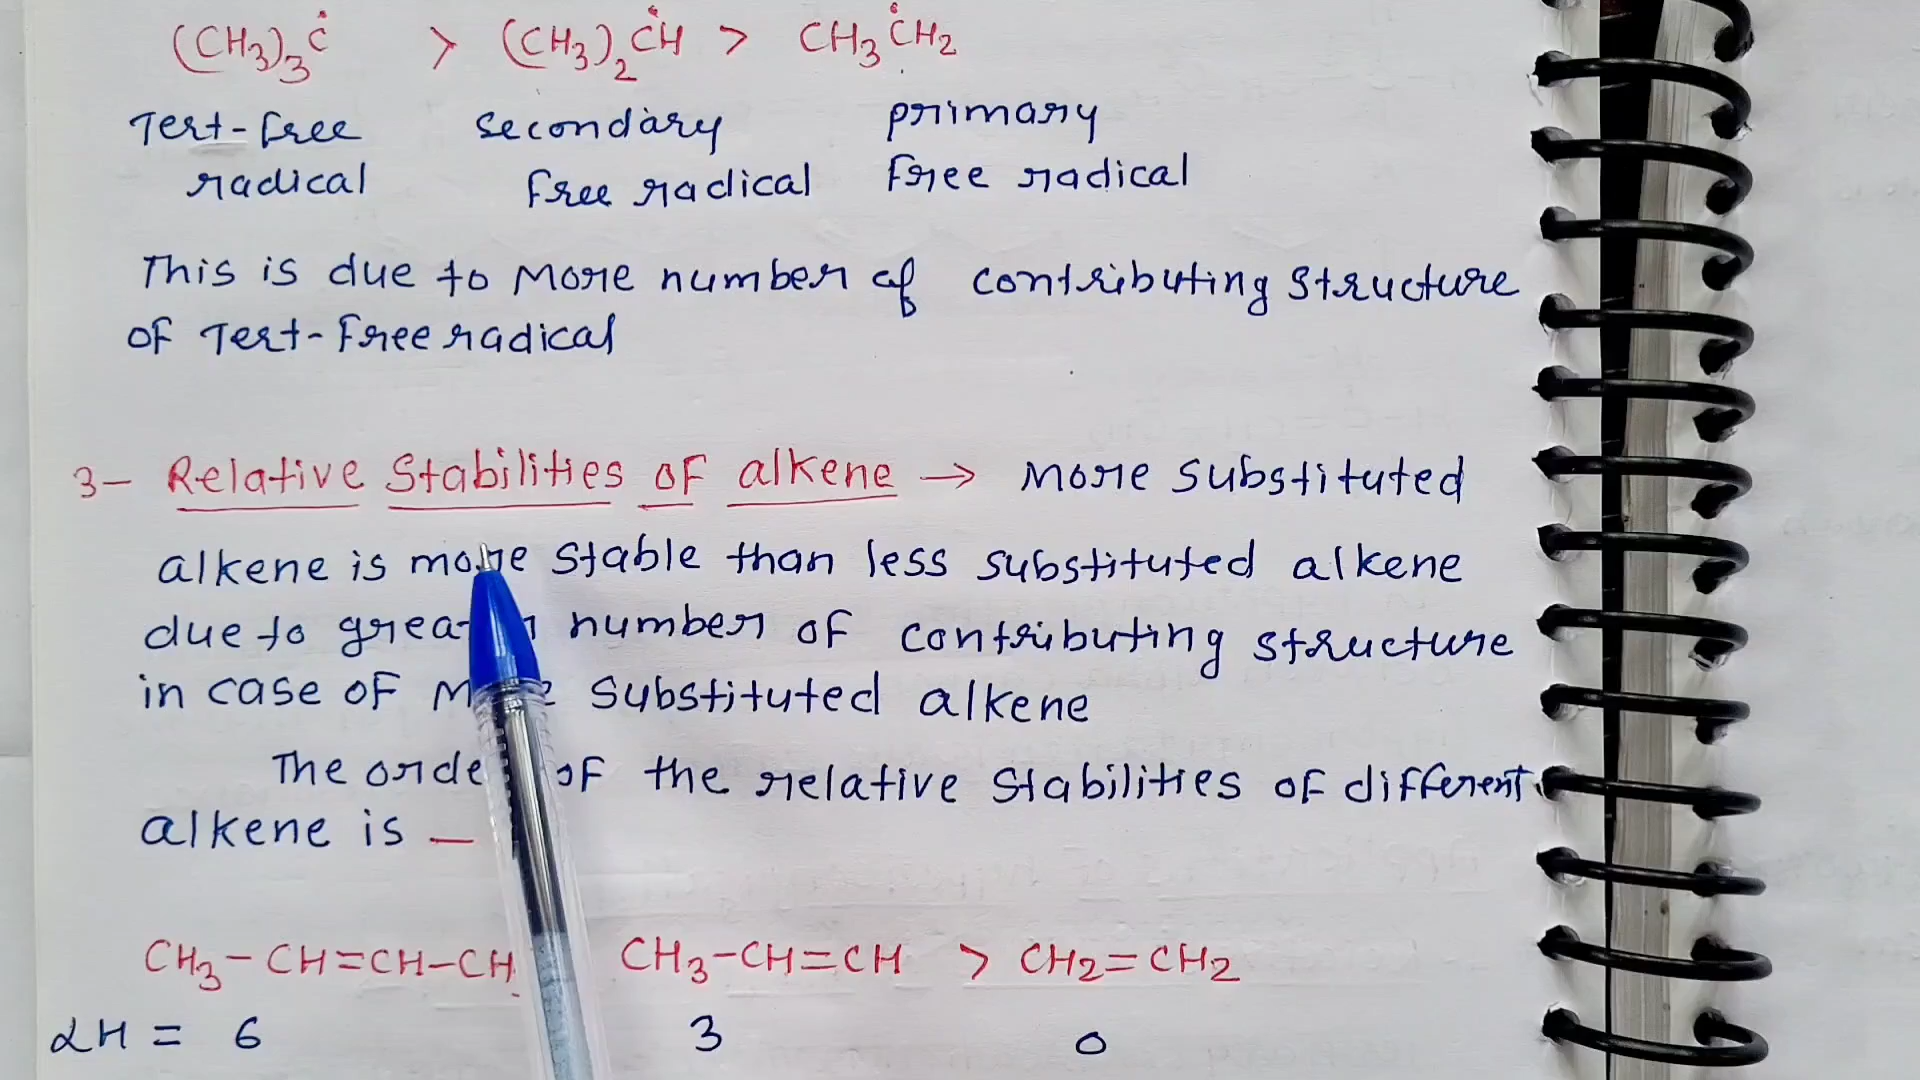 (CH3)3Ċ > (CH3)2ĊH > CH3ĊH2
Tert-free secondary primary
radical free radical free radical
This is due to more number of contributing structure
of Tert-free radical
3- Relative Stabilities of alkene → more substituted
alkene is more stable than less substituted alkene
due to number of contributing structure
in case of substituted alkene
The of the relative stabilities of different
alkene is —
CH3-CH=CH-CH CH3-CH=CH > CH2=CH2
αH = 6 3 0